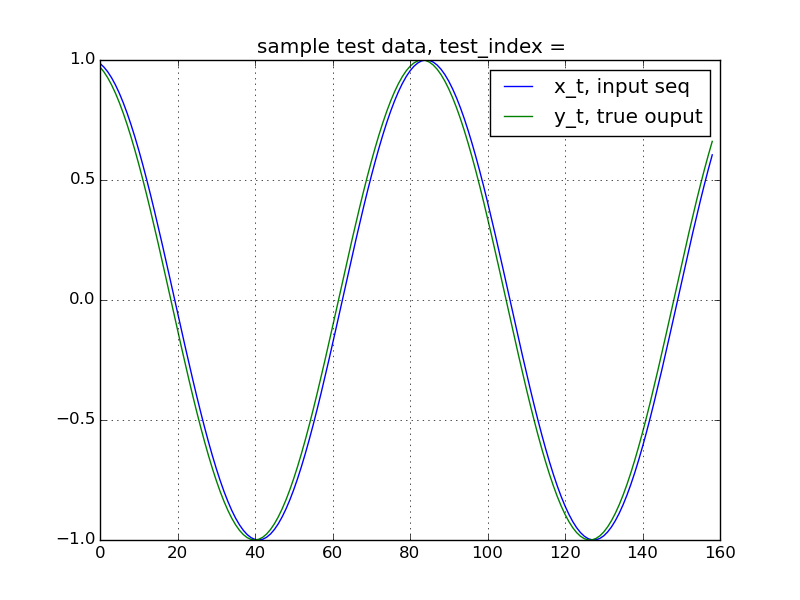 sample test data, test_index =
x_t, input seq
y_t, true ouput
1.0
0.5
0.0
−0.5
−1.0
0 20 40 60 80 100 120 140 160